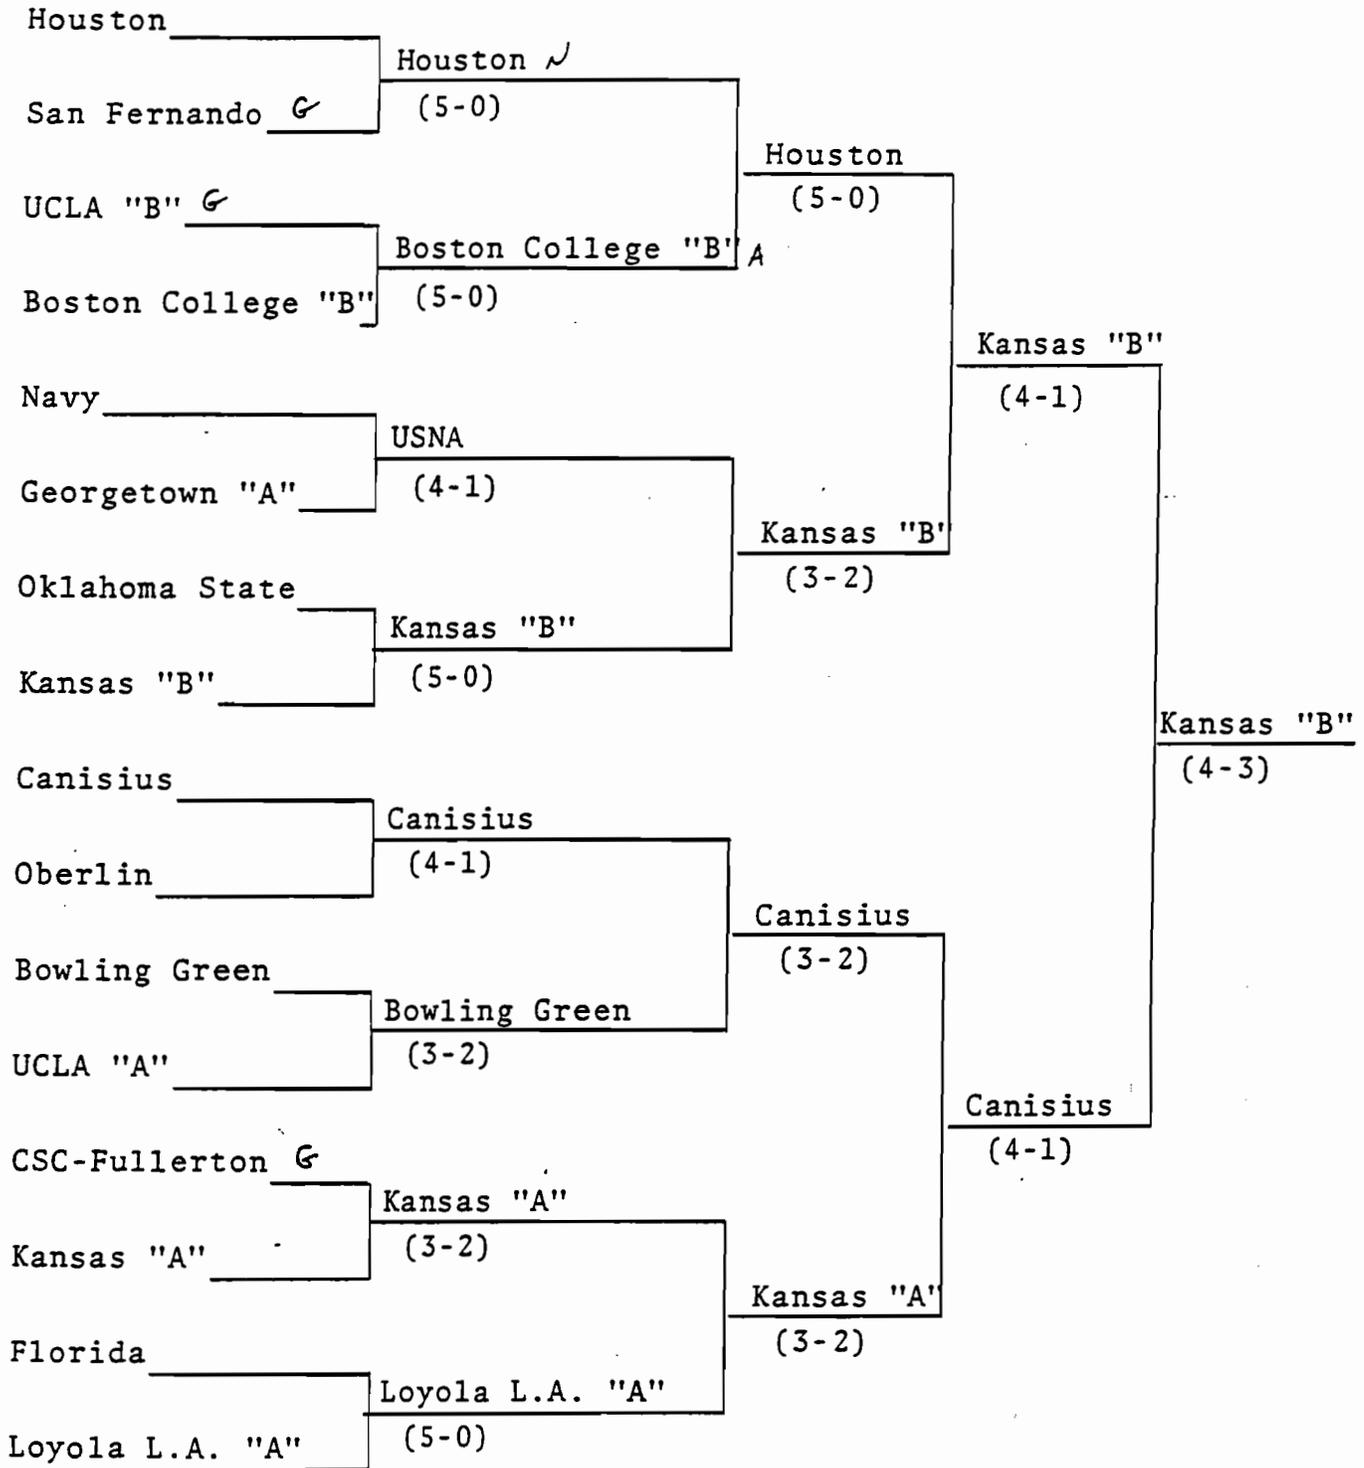 Houston
Houston N
San Fernando G
(5-0)
Houston
(5-0)
UCLA "B" G
Boston College "B" A
Boston College "B"
(5-0)
Kansas "B"
(4-1)
Navy
USNA
Georgetown "A"
(4-1)
Kansas "B"
(3-2)
Oklahoma State
Kansas "B"
Kansas "B"
(5-0)
Kansas "B"
(4-3)
Canisius
Canisius
Oberlin
(4-1)
Canisius
(3-2)
Bowling Green
Bowling Green
UCLA "A"
(3-2)
Canisius
(4-1)
CSC-Fullerton G
Kansas "A"
Kansas "A"
(3-2)
Kansas "A"
(3-2)
Florida
Loyola L.A. "A"
Loyola L.A. "A"
(5-0)